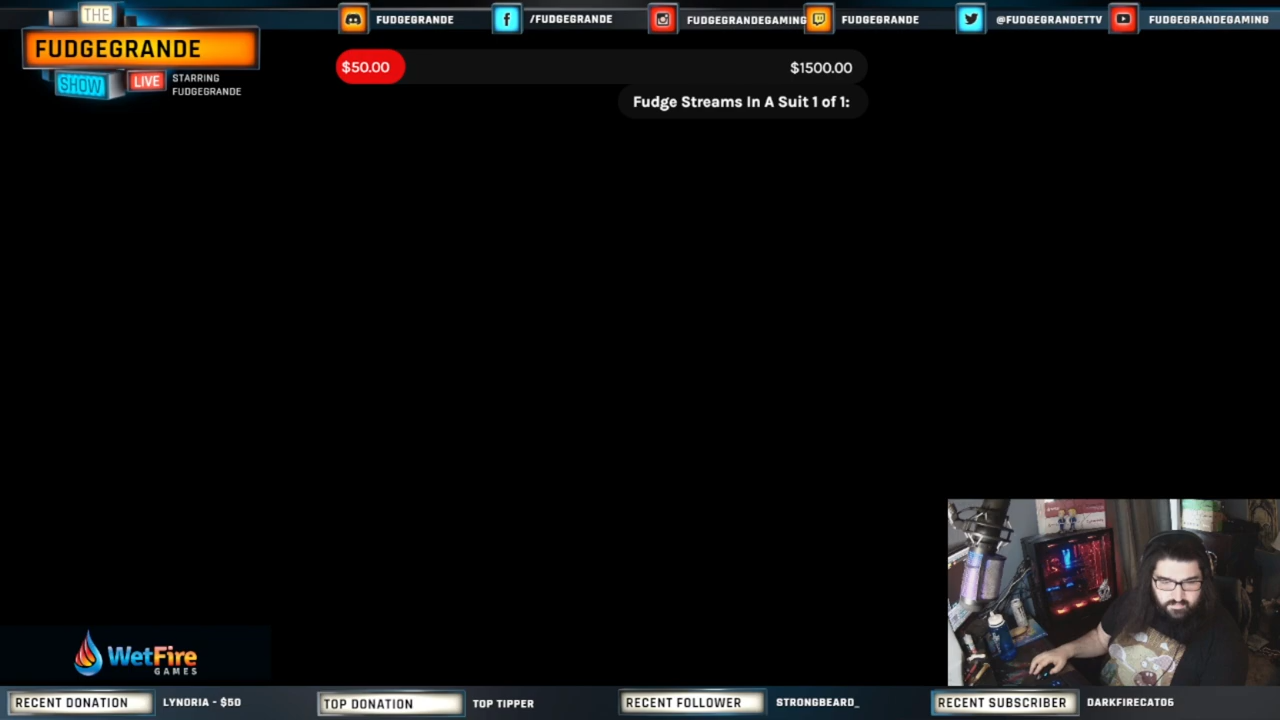 THE
FUDGEGRANDE
SHOW
LIVE
STARRING
FUDGEGRANDE
FUDGEGRANDE
/FUDGEGRANDE
FUDGEGRANDEGAMING
FUDGEGRANDE
@FUDGEGRANDETTV
FUDGEGRANDEGAMING
$50.00 $1500.00
Fudge Streams In A Suit 1 of 1:
WetFire
GAMES
RECENT DONATION LYNORIA - $50
TOP DONATION TOP TIPPER
RECENT FOLLOWER STRONGBEARD_
RECENT SUBSCRIBER DARKFIRECAT06